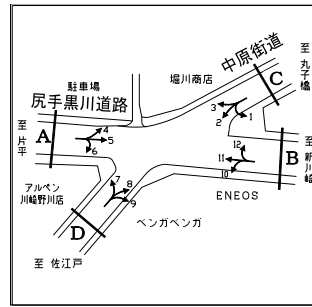 中原街道
至 丸子橋
堀川商店
駐車場
尻手黒川道路
C
3
1
2
至 片平
A
4
5
6
12
11
10
B
至 新川崎
アルペン
川崎野川店
7
8
9
ENEOS
D
ベンガベンガ
至 佐江戸